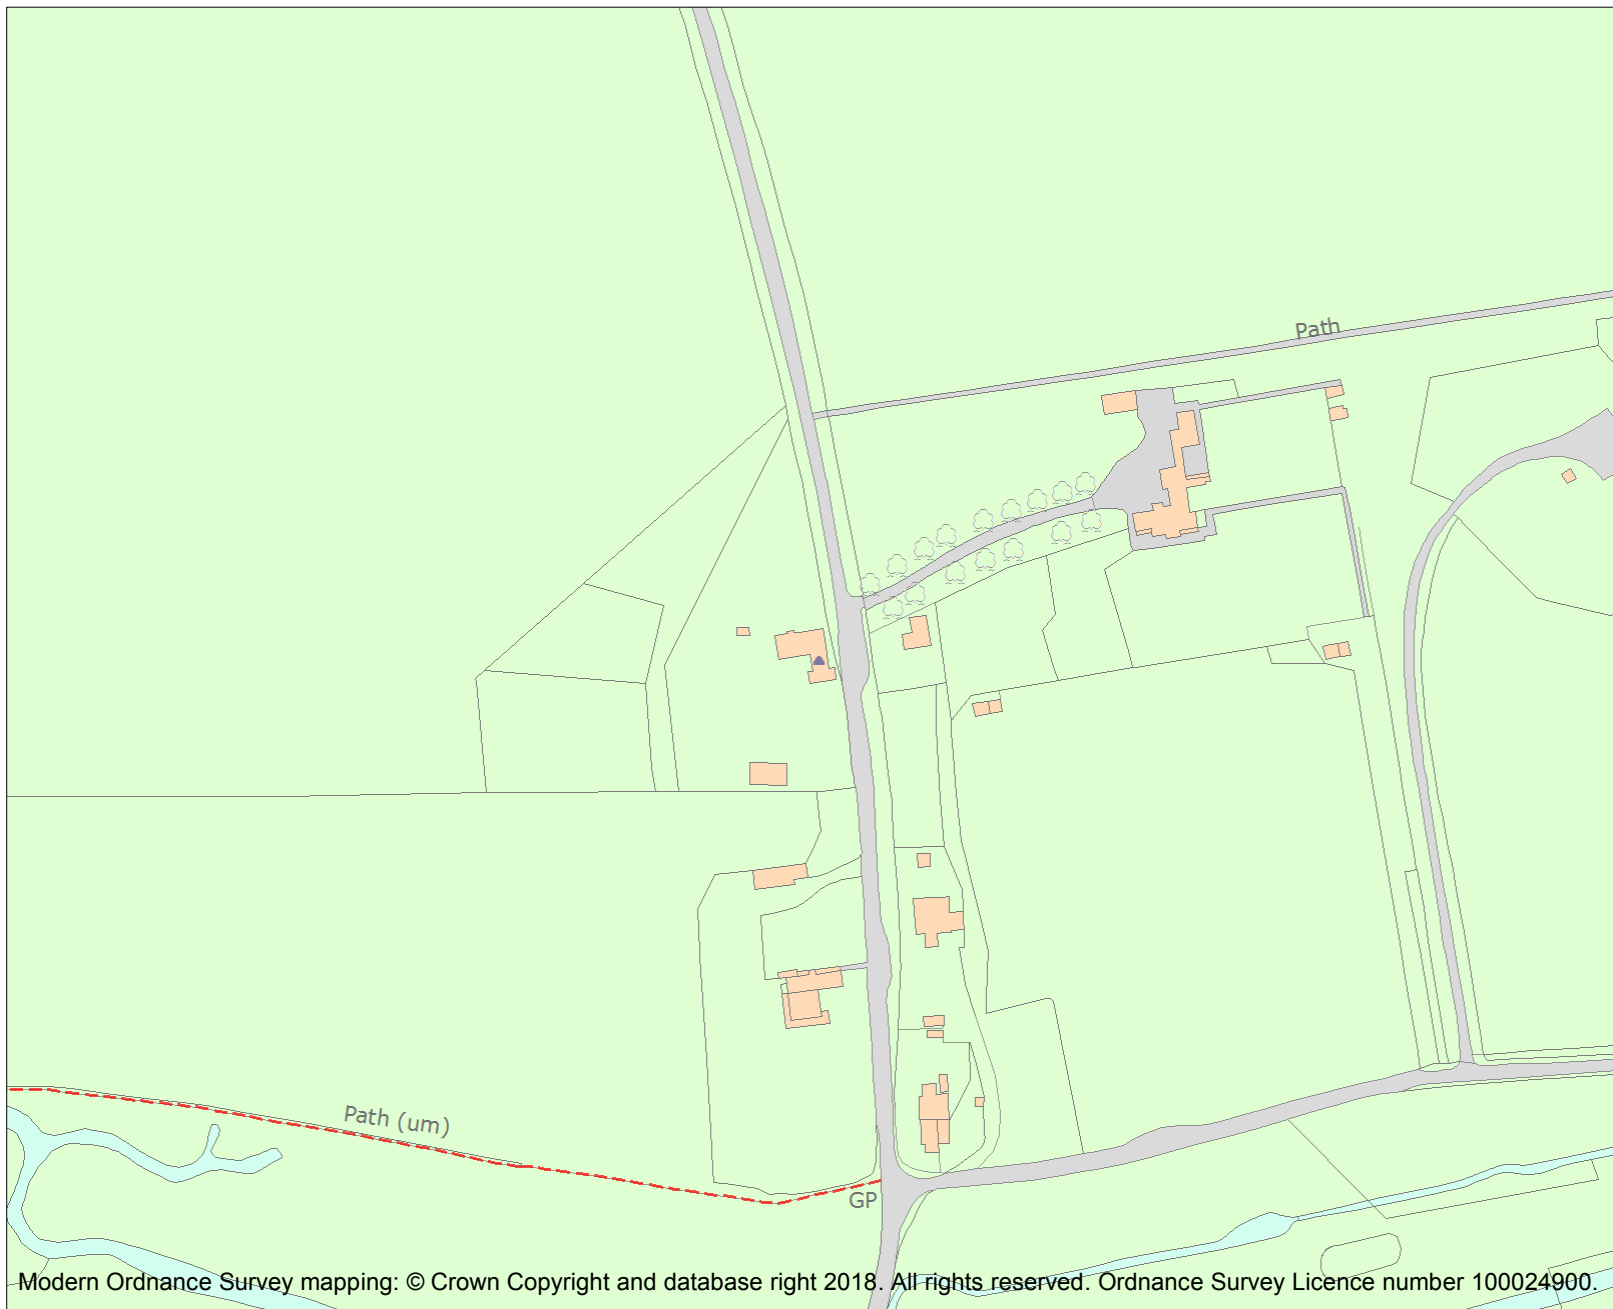 Path
Path (um)
GP
Modern Ordnance Survey mapping: © Crown Copyright and database right 2018. All rights reserved. Ordnance Survey Licence number 100024900.